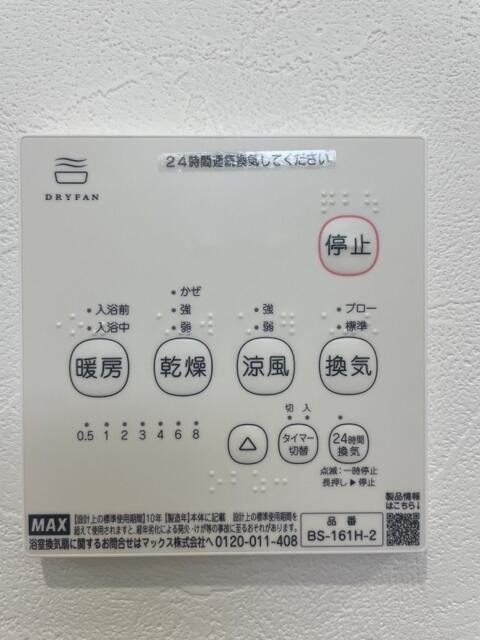 24時間連続換気してください
DRYFAN
停止
かぜ
入浴前 強 強 ブロー
入浴中 弱 弱 標準
暖房 乾燥 涼風 換気
切 入
0.5 1 2 3 4 6 8
△ タイマー切替 24時間換気
点滅:一時停止
長押し▶停止
製品情報
はこちら↓
MAX 【設計上の標準使用期間】10年 【製造年】本体に記載 設計上の標準使用期間を
超えて使用されますと、経年劣化による発火・けが等の事故に至るおそれがあります。
浴室換気扇に関するお問合せはマックス株式会社へ 0120-011-408
品番
BS-161H-2